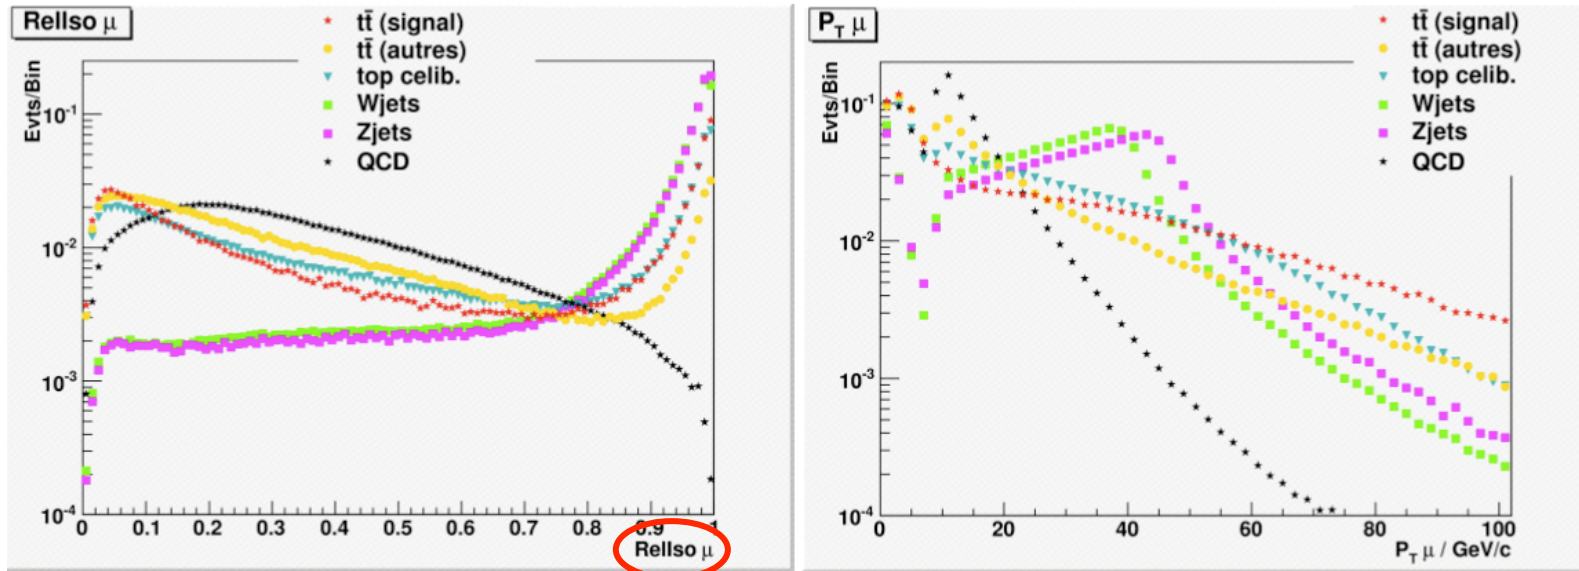 RelIso μ
tt̄ (signal)
tt̄ (autres)
top celib.
Wjets
Zjets
QCD
Evts/Bin
10⁻¹
10⁻²
10⁻³
10⁻⁴
0 0.1 0.2 0.3 0.4 0.5 0.6 0.7 0.8 0.9 1
RelIso μ
P_T μ
tt̄ (signal)
tt̄ (autres)
top celib.
Wjets
Zjets
QCD
Evts/Bin
10⁻¹
10⁻²
10⁻³
10⁻⁴
0 20 40 60 80 100
P_T μ / GeV/c